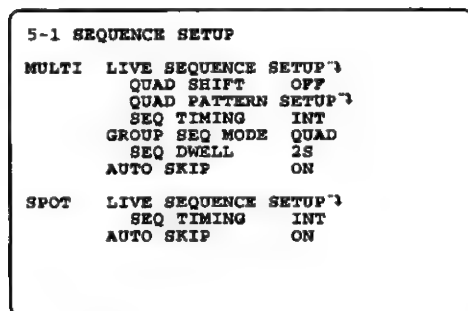 5-1 SEQUENCE SETUP
MULTI LIVE SEQUENCE SETUP⤵
QUAD SHIFT OFF
QUAD PATTERN SETUP⤵
SEQ TIMING INT
GROUP SEQ MODE QUAD
SEQ DWELL 2S
AUTO SKIP ON
SPOT LIVE SEQUENCE SETUP⤵
SEQ TIMING INT
AUTO SKIP ON